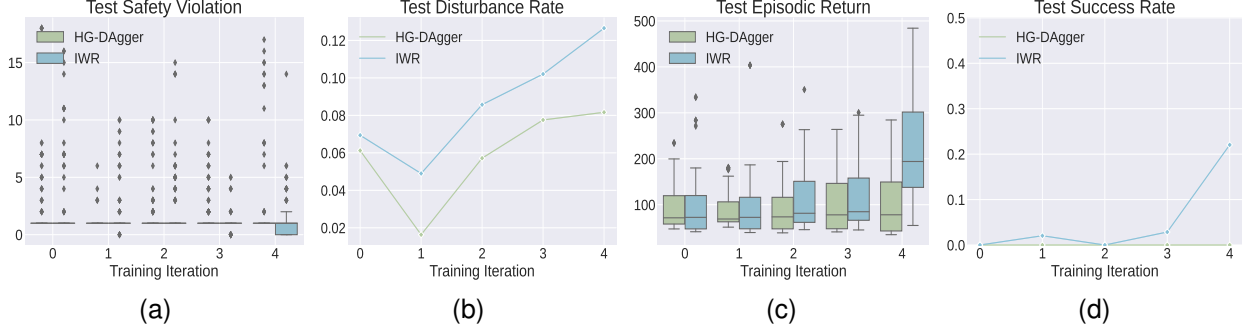 Test Safety Violation
HG-DAgger
IWR
15
10
5
0
0 1 2 3 4
Training Iteration
(a)
Test Disturbance Rate
HG-DAgger
IWR
0.12
0.10
0.08
0.06
0.04
0.02
0 1 2 3 4
Training Iteration
(b)
Test Episodic Return
HG-DAgger
IWR
500
400
300
200
100
0 1 2 3 4
Training Iteration
(c)
Test Success Rate
HG-DAgger
IWR
0.5
0.4
0.3
0.2
0.1
0.0
0 1 2 3 4
Training Iteration
(d)